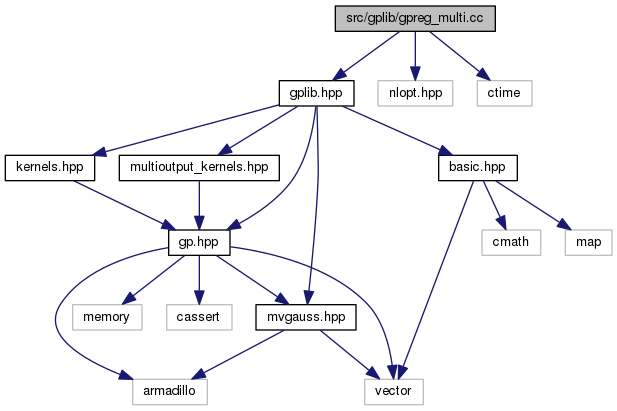 src/gplib/gpreg_multi.cc
gplib.hpp
nlopt.hpp
ctime
kernels.hpp
multioutput_kernels.hpp
basic.hpp
gp.hpp
cmath
map
memory
cassert
mvgauss.hpp
armadillo
vector